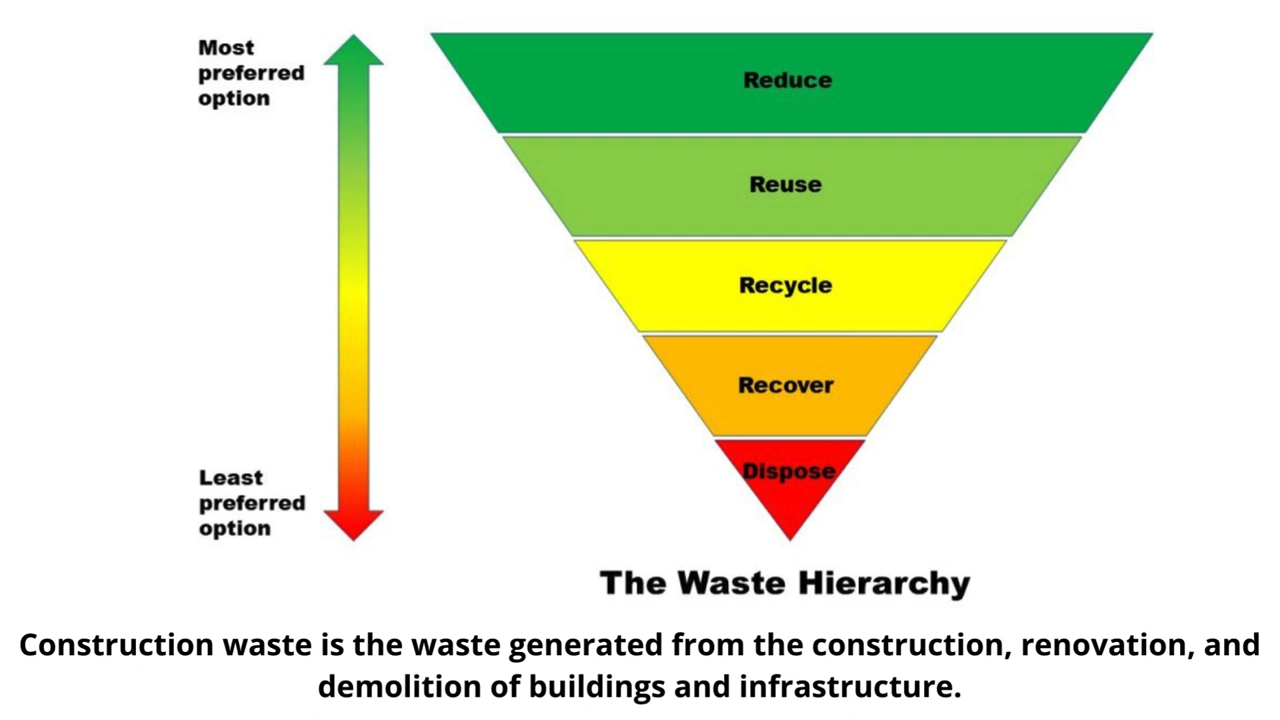 Most
preferred
option
Reduce
Reuse
Recycle
Recover
Least
preferred
option
Dispose
The Waste Hierarchy
Construction waste is the waste generated from the construction, renovation, and
demolition of buildings and infrastructure.